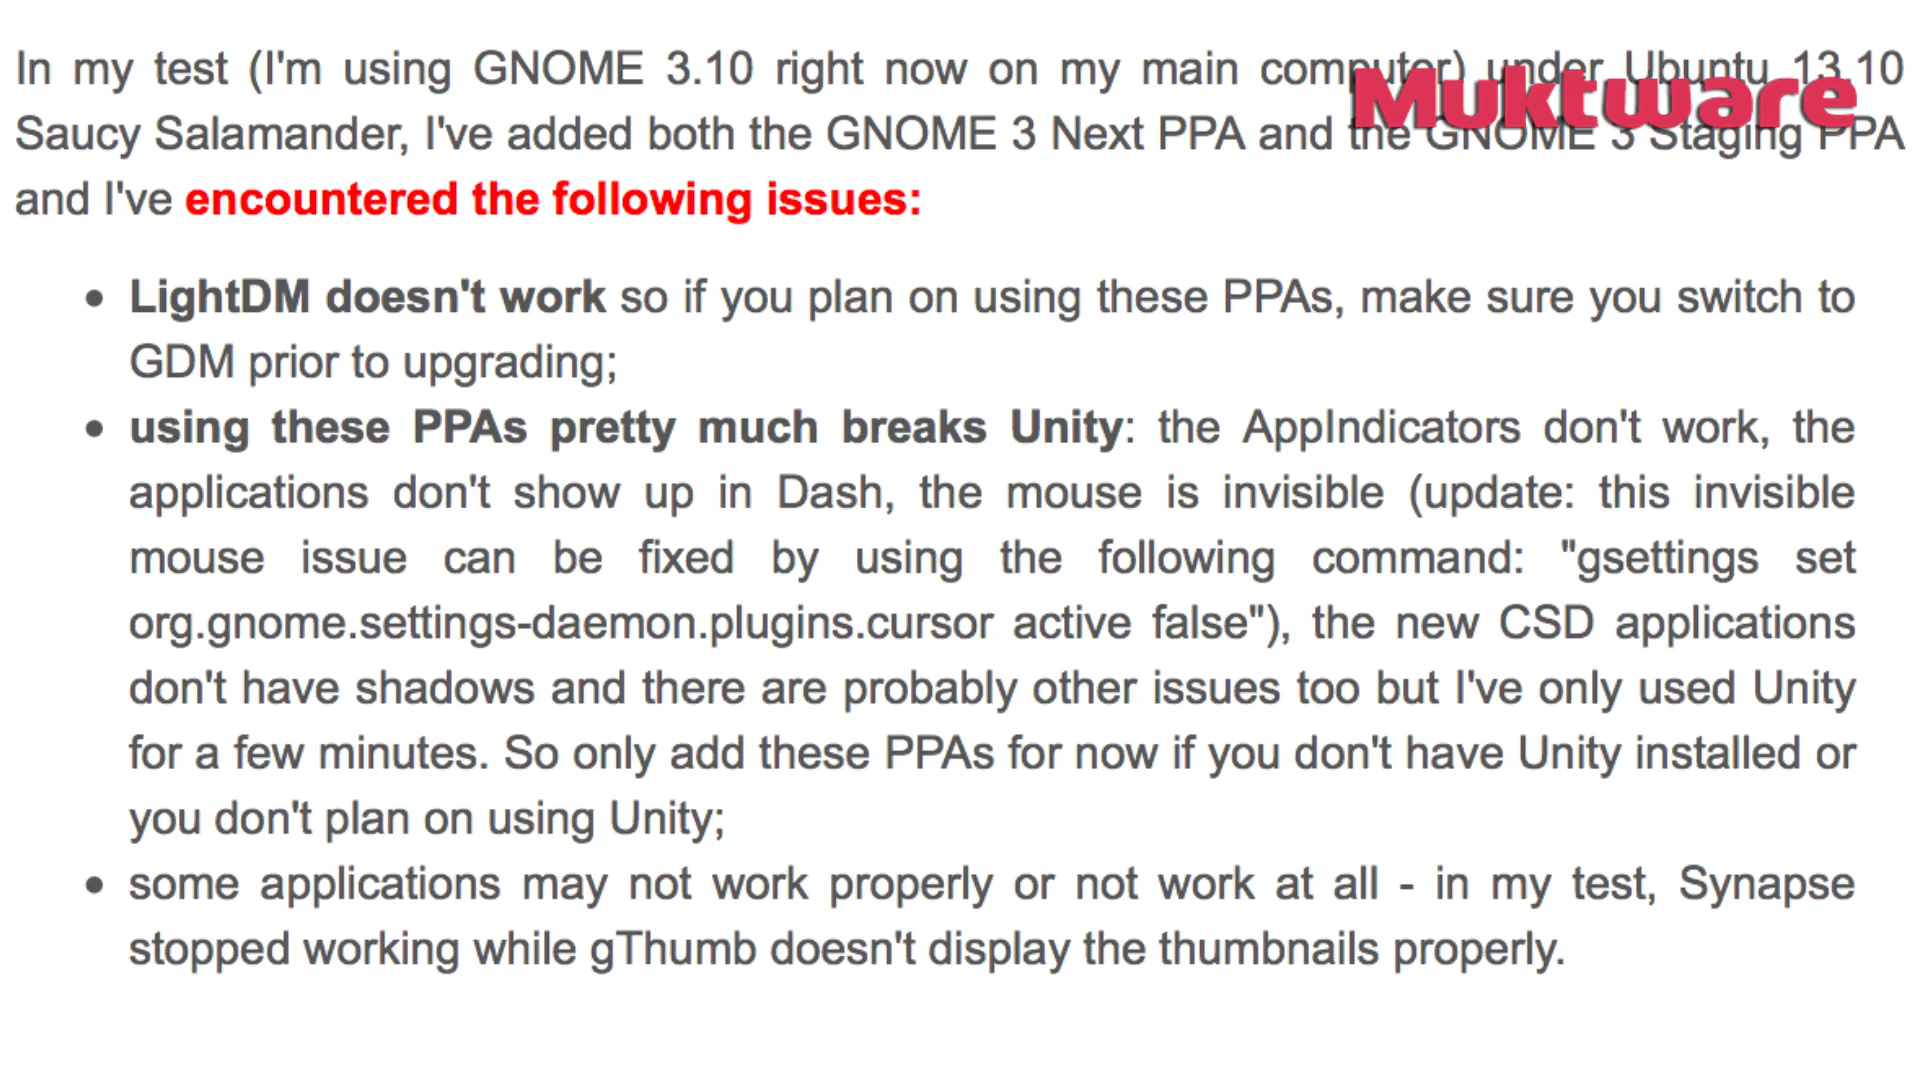 In my test (I'm using GNOME 3.10 right now on my main computer) under Ubuntu 13.10
Muktware
Saucy Salamander, I've added both the GNOME 3 Next PPA and the GNOME 3 Staging PPA
and I've encountered the following issues:
• LightDM doesn't work so if you plan on using these PPAs, make sure you switch to
GDM prior to upgrading;
• using these PPAs pretty much breaks Unity: the AppIndicators don't work, the
applications don't show up in Dash, the mouse is invisible (update: this invisible
mouse issue can be fixed by using the following command: "gsettings set
org.gnome.settings-daemon.plugins.cursor active false"), the new CSD applications
don't have shadows and there are probably other issues too but I've only used Unity
for a few minutes. So only add these PPAs for now if you don't have Unity installed or
you don't plan on using Unity;
• some applications may not work properly or not work at all - in my test, Synapse
stopped working while gThumb doesn't display the thumbnails properly.